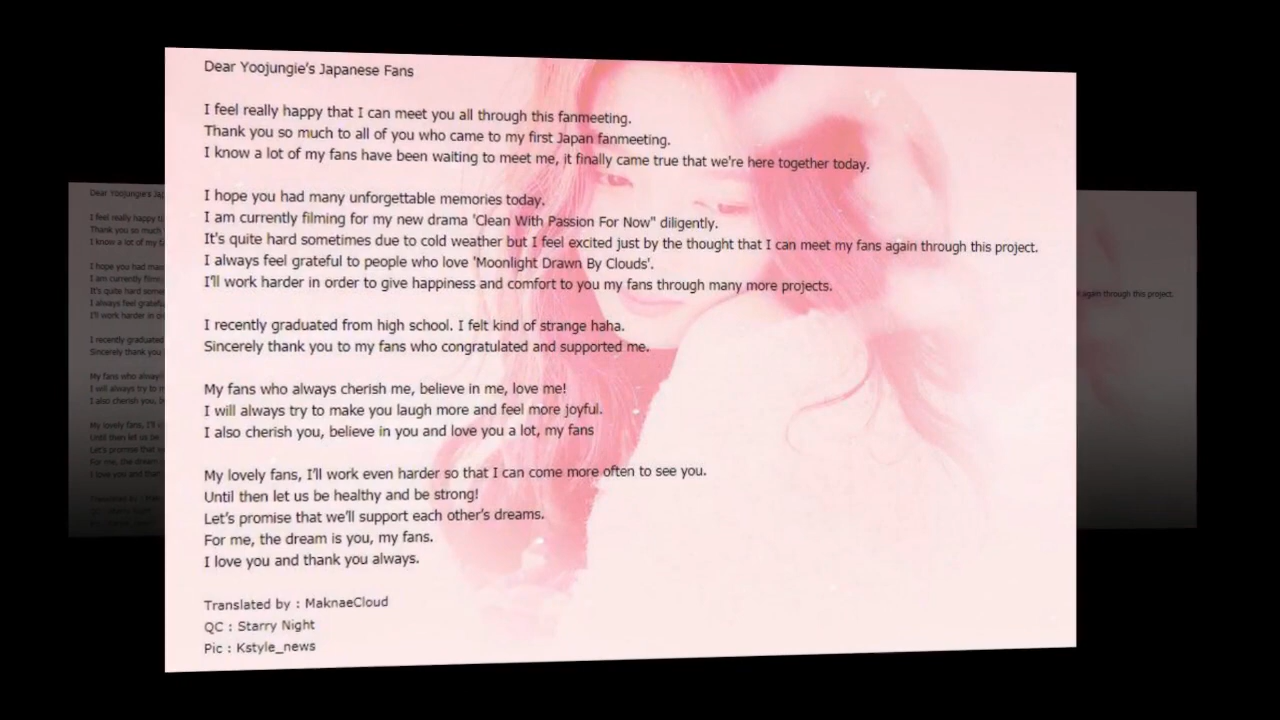 Dear Yoojungie's Japanese Fans
I feel really happy that I can meet you all through this fanmeeting.
Thank you so much to all of you who came to my first Japan fanmeeting.
I know a lot of my fans have been waiting to meet me, it finally came true that we're here together today.
I hope you had many unforgettable memories today.
I am currently filming for my new drama 'Clean With Passion For Now" diligently.
It's quite hard sometimes due to cold weather but I feel excited just by the thought that I can meet my fans again through this project.
I always feel grateful to people who love 'Moonlight Drawn By Clouds'.
I'll work harder in order to give happiness and comfort to you my fans through many more projects.
I recently graduated from high school. I felt kind of strange haha.
Sincerely thank you to my fans who congratulated and supported me.
My fans who always cherish me, believe in me, love me!
I will always try to make you laugh more and feel more joyful.
I also cherish you, believe in you and love you a lot, my fans
My lovely fans, I'll work even harder so that I can come more often to see you.
Until then let us be healthy and be strong!
Let's promise that we'll support each other's dreams.
For me, the dream is you, my fans.
I love you and thank you always.
Translated by : MaknaeCloud
QC : Starry Night
Pic : Kstyle_news